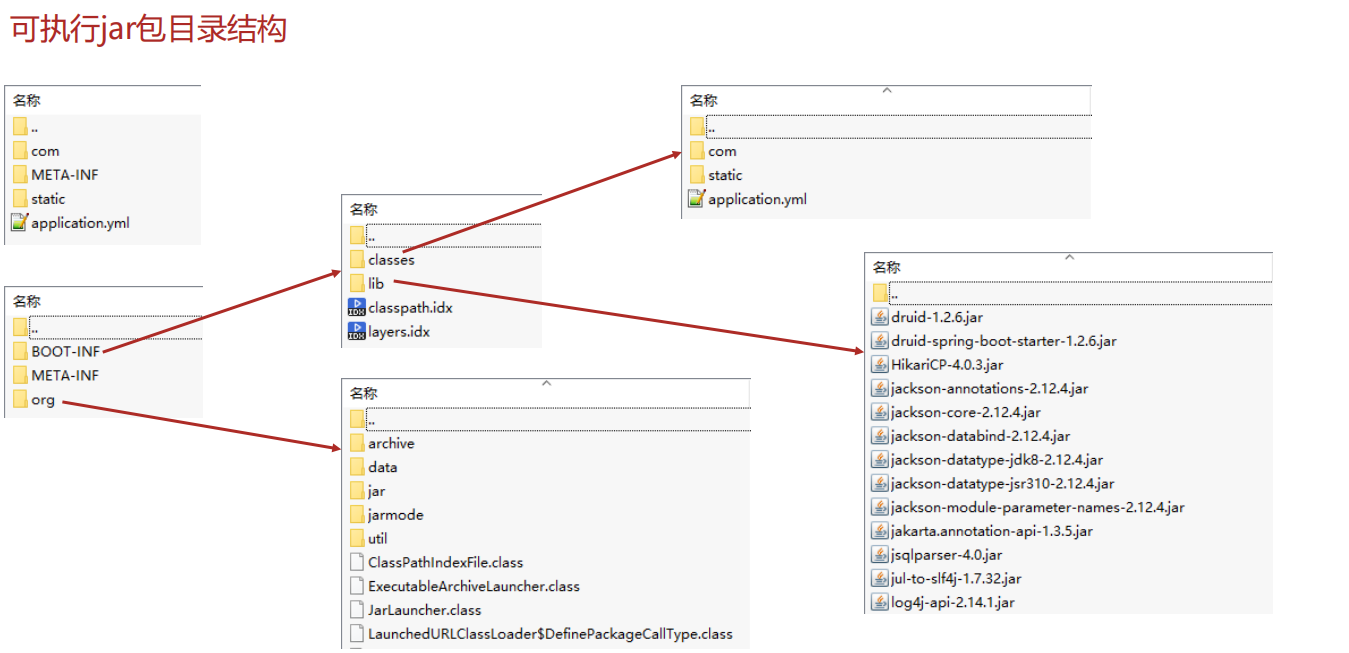 可执行jar包目录结构
名称
..
com
META-INF
static
application.yml
名称
..
BOOT-INF
META-INF
org
名称
..
classes
lib
classpath.idx
layers.idx
名称
..
archive
data
jar
jarmode
util
ClassPathIndexFile.class
ExecutableArchiveLauncher.class
JarLauncher.class
LaunchedURLClassLoader$DefinePackageCallType.class
名称
..
com
static
application.yml
名称
..
druid-1.2.6.jar
druid-spring-boot-starter-1.2.6.jar
HikariCP-4.0.3.jar
jackson-annotations-2.12.4.jar
jackson-core-2.12.4.jar
jackson-databind-2.12.4.jar
jackson-datatype-jdk8-2.12.4.jar
jackson-datatype-jsr310-2.12.4.jar
jackson-module-parameter-names-2.12.4.jar
jakarta.annotation-api-1.3.5.jar
jsqlparser-4.0.jar
jul-to-slf4j-1.7.32.jar
log4j-api-2.14.1.jar